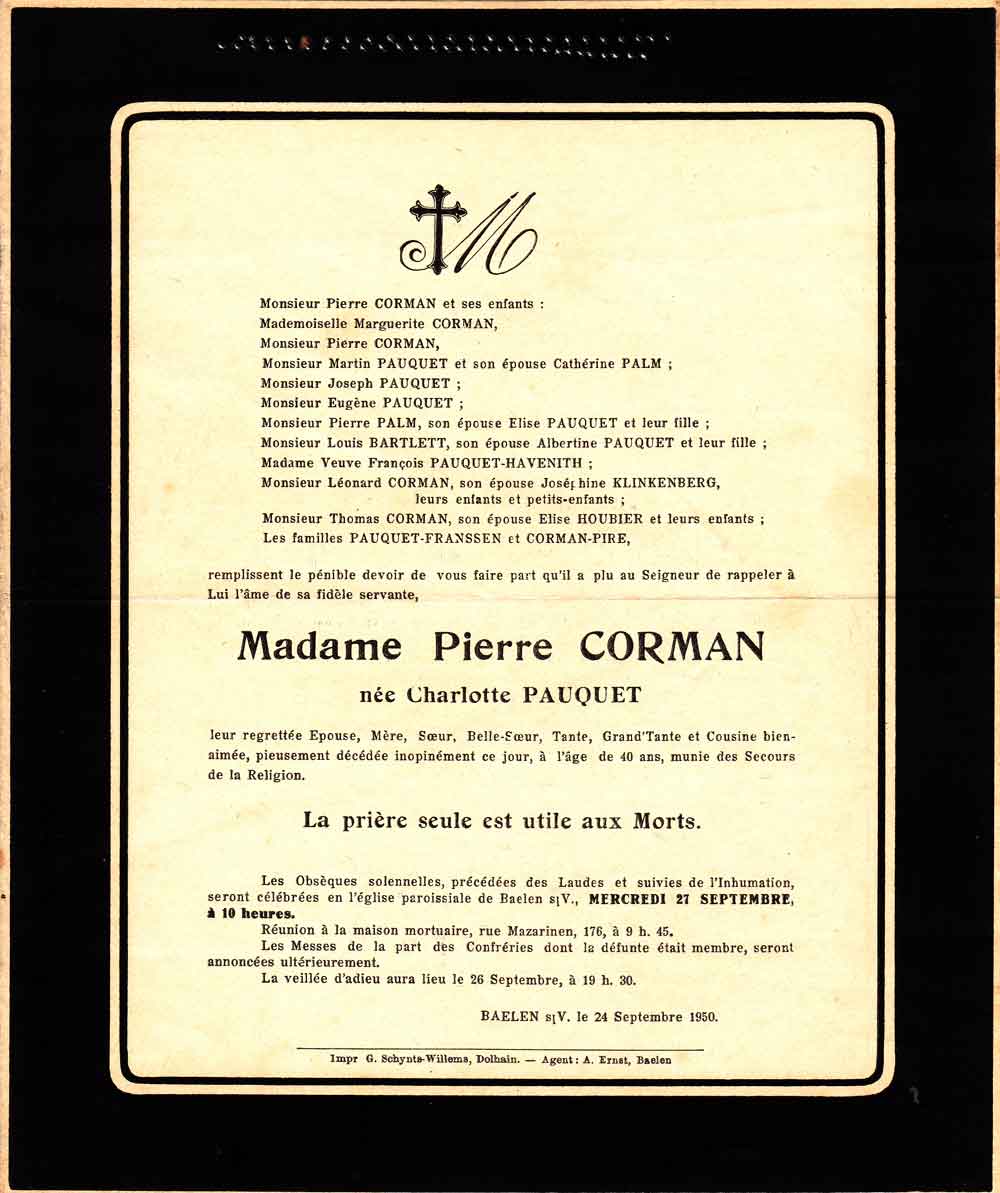 M
Monsieur Pierre CORMAN et ses enfants :
Mademoiselle Marguerite CORMAN,
Monsieur Pierre CORMAN,
Monsieur Martin PAUQUET et son épouse Cathérine PALM ;
Monsieur Joseph PAUQUET ;
Monsieur Eugène PAUQUET ;
Monsieur Pierre PALM, son épouse Elise PAUQUET et leur fille ;
Monsieur Louis BARTLETT, son épouse Albertine PAUQUET et leur fille ;
Madame Veuve François PAUQUET-HAVENITH ;
Monsieur Léonard CORMAN, son épouse Joséphine KLINKENBERG,
leurs enfants et petits-enfants ;
Monsieur Thomas CORMAN, son épouse Elise HOUBIER et leurs enfants ;
Les familles PAUQUET-FRANSSEN et CORMAN-PIRE,
remplissent le pénible devoir de vous faire part qu'il a plu au Seigneur de rappeler à
Lui l'âme de sa fidèle servante,
Madame Pierre CORMAN
née Charlotte PAUQUET
leur regrettée Epouse, Mère, Sœur, Belle-Sœur, Tante, Grand'Tante et Cousine bien-
aimée, pieusement décédée inopinément ce jour, à l'âge de 40 ans, munie des Secours
de la Religion.
La prière seule est utile aux Morts.
Les Obsèques solennelles, précédées des Laudes et suivies de l'Inhumation,
seront célébrées en l'église paroissiale de Baelen s|V., MERCREDI 27 SEPTEMBRE,
à 10 heures.
Réunion à la maison mortuaire, rue Mazarinen, 176, à 9 h. 45.
Les Messes de la part des Confréries dont la défunte était membre, seront
annoncées ultérieurement.
La veillée d'adieu aura lieu le 26 Septembre, à 19 h. 30.
BAELEN s|V. le 24 Septembre 1950.
Impr G. Schynts-Willems, Dolhain. — Agent : A. Ernst, Baelen